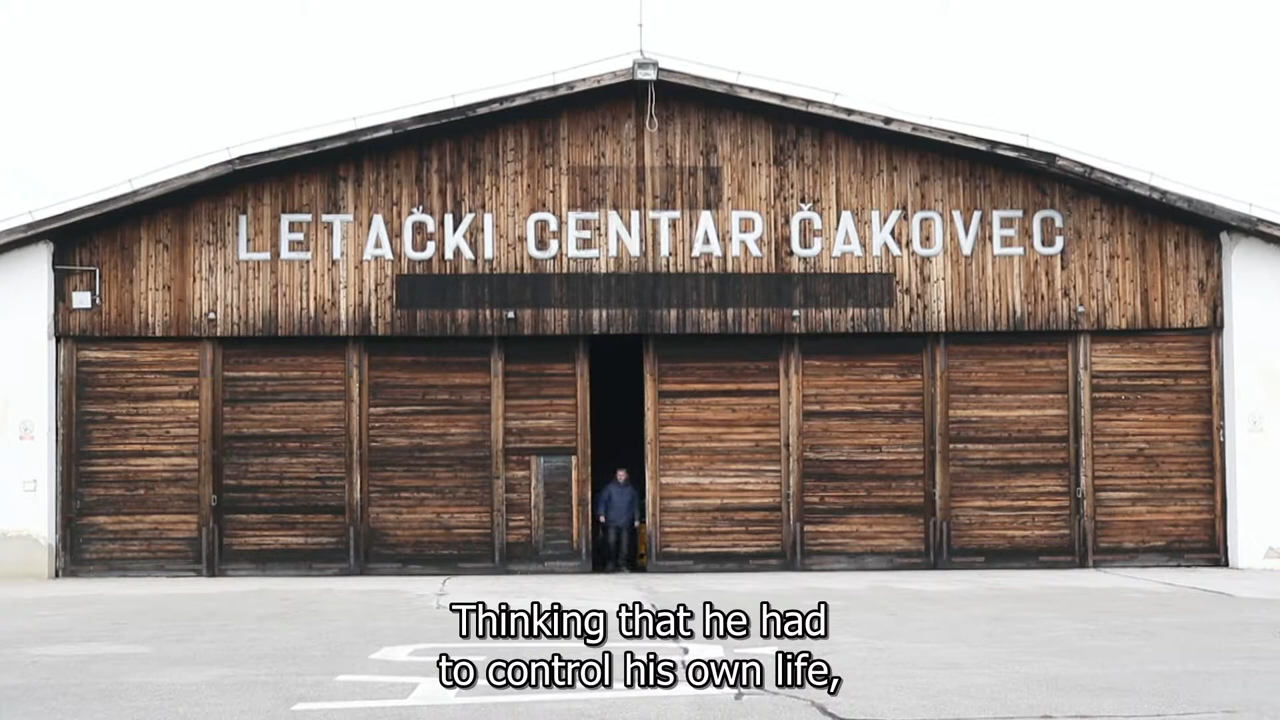 LETAČKI CENTAR ČAKOVEC
Thinking that he had
to control his own life,